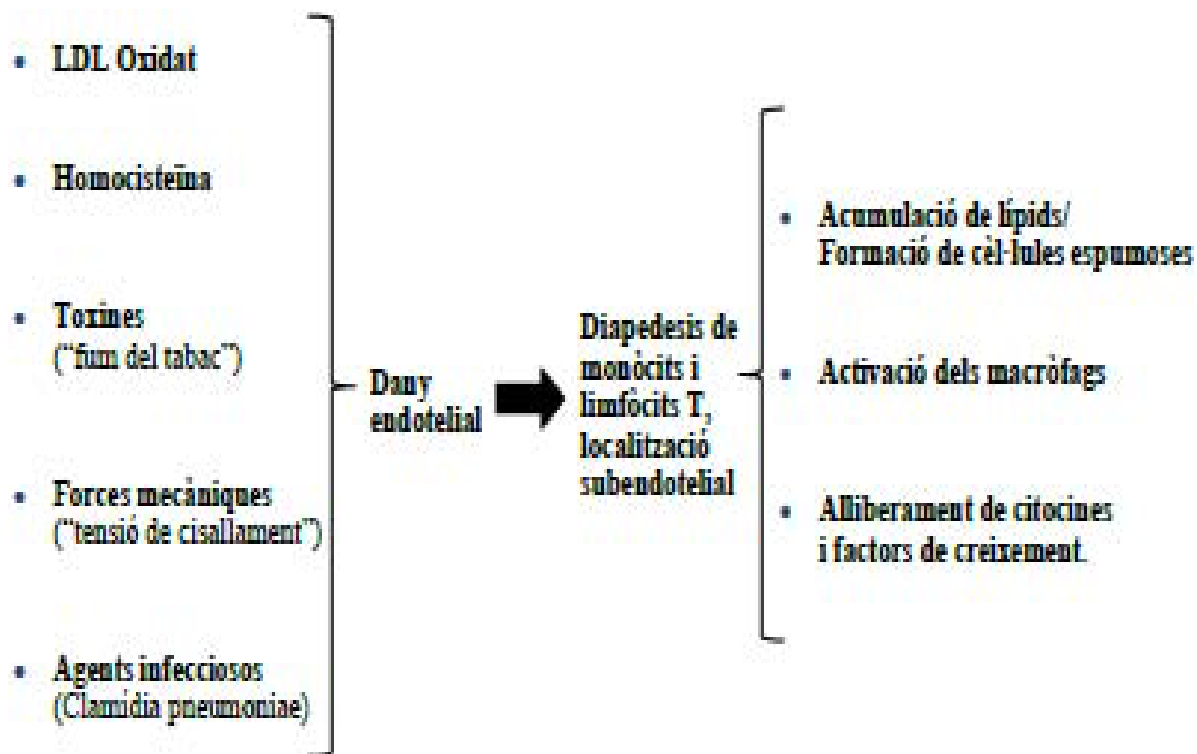 • LDL Oxidat
• Homocisteïna
• Toxines
("fum del tabac")
• Forces mecàniques
("tensió de cisallament")
• Agents infecciosos
(Clamídia pneumoniae)
Dany
endotelial
Diapedesis de
monòcits i
limfòcits T,
localització
subendotelial
• Acumulació de lípids/
Formació de cèl·lules espumoses
• Activació dels macròfags
• Alliberament de citocines
i factors de creixement.